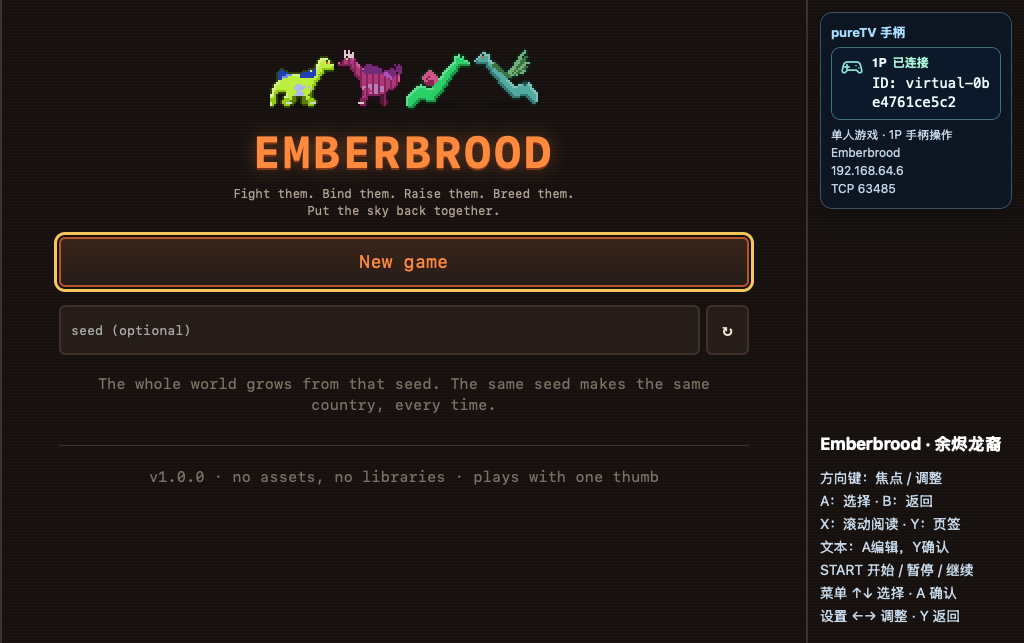 EMBERBROOD
Fight them. Bind them. Raise them. Breed them.
Put the sky back together.
New game
seed (optional)
↻
The whole world grows from that seed. The same seed makes the same
country, every time.
v1.0.0 · no assets, no libraries · plays with one thumb
pureTV 手柄
1P 已连接
ID: virtual-0b
e4761ce5c2
单人游戏 · 1P 手柄操作
Emberbrood
192.168.64.6
TCP 63485
Emberbrood · 余烬龙裔
方向键：焦点 / 调整
A：选择 · B：返回
X：滚动阅读 · Y：页签
文本：A编辑，Y确认
START 开始 / 暂停 / 继续
菜单 ↑↓ 选择 · A 确认
设置 ←→ 调整 · Y 返回